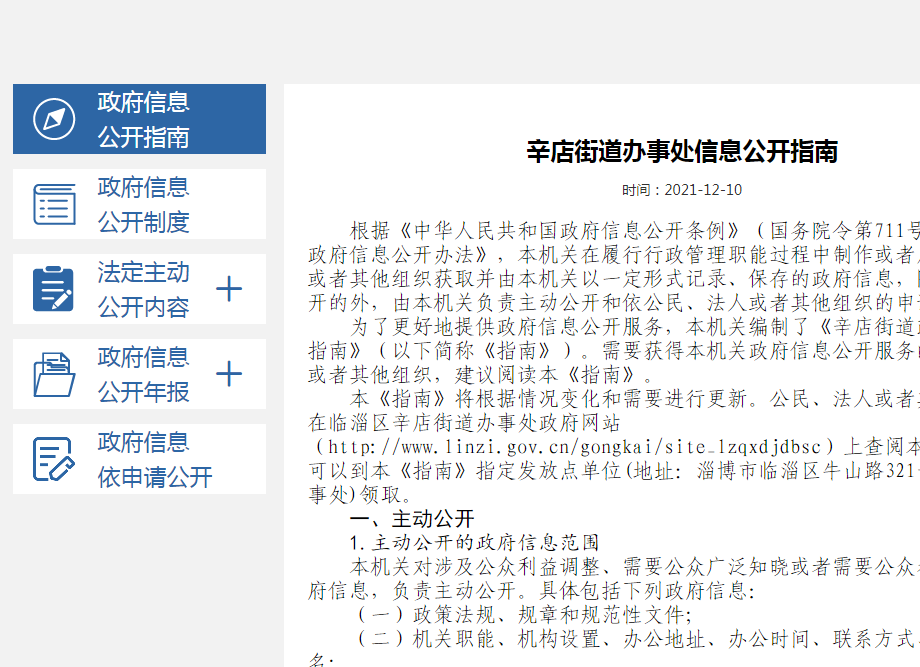 政府信息
公开指南
政府信息
公开制度
法定主动
公开内容
政府信息
公开年报
政府信息
依申请公开
辛店街道办事处信息公开指南
时间：2021-12-10
根据《中华人民共和国政府信息公开条例》（国务院令第711号
政府信息公开办法》，本机关在履行行政管理职能过程中制作或者
或者其他组织获取并由本机关以一定形式记录、保存的政府信息，
开的外，由本机关负责主动公开和依公民、法人或者其他组织的申
为了更好地提供政府信息公开服务，本机关编制了《辛店街道
指南》（以下简称《指南》）。需要获得本机关政府信息公开服务
或者其他组织，建议阅读本《指南》。
本《指南》将根据情况变化和需要进行更新。公民、法人或者
在临淄区辛店街道办事处政府网站
（http://www.linzi.gov.cn/gongkai/site_lzqxdjdbsc）上查阅本
可以到本《指南》指定发放点单位(地址：淄博市临淄区牛山路321
事处)领取。
一、主动公开
1.主动公开的政府信息范围
本机关对涉及公众利益调整、需要公众广泛知晓或者需要公众
府信息，负责主动公开。具体包括下列政府信息：
（一）政策法规、规章和规范性文件；
（二）机关职能、机构设置、办公地址、办公时间、联系方式
名；